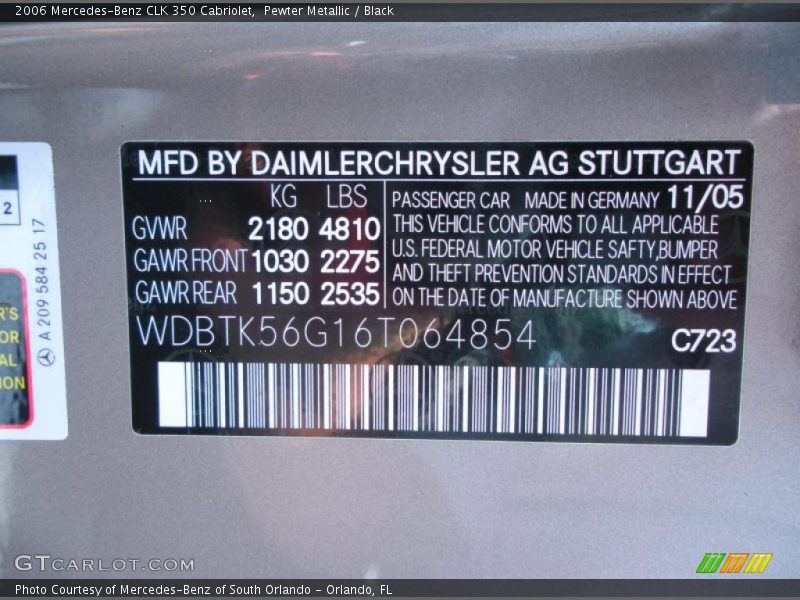 2006 Mercedes-Benz CLK 350 Cabriolet, Pewter Metallic / Black
MFD BY DAIMLERCHRYSLER AG STUTTGART
KG LBS
GVWR 2180 4810
GAWR FRONT 1030 2275
GAWR REAR 1150 2535
PASSENGER CAR MADE IN GERMANY 11/05
THIS VEHICLE CONFORMS TO ALL APPLICABLE
U.S. FEDERAL MOTOR VEHICLE SAFTY,BUMPER
AND THEFT PREVENTION STANDARDS IN EFFECT
ON THE DATE OF MANUFACTURE SHOWN ABOVE
WDBTK56G16T064854
C723
2
A 209 584 25 17
R'S
OR
AL
ION
GTCARLOT.COM
Photo Courtesy of Mercedes-Benz of South Orlando - Orlando, FL